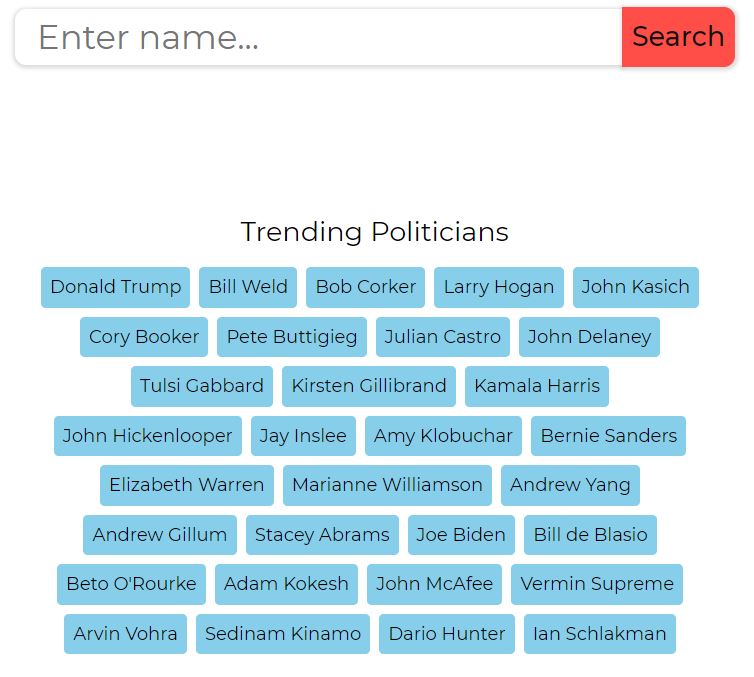 Enter name... Search
Trending Politicians
Donald Trump Bill Weld Bob Corker Larry Hogan John Kasich
Cory Booker Pete Buttigieg Julian Castro John Delaney
Tulsi Gabbard Kirsten Gillibrand Kamala Harris
John Hickenlooper Jay Inslee Amy Klobuchar Bernie Sanders
Elizabeth Warren Marianne Williamson Andrew Yang
Andrew Gillum Stacey Abrams Joe Biden Bill de Blasio
Beto O'Rourke Adam Kokesh John McAfee Vermin Supreme
Arvin Vohra Sedinam Kinamo Dario Hunter Ian Schlakman